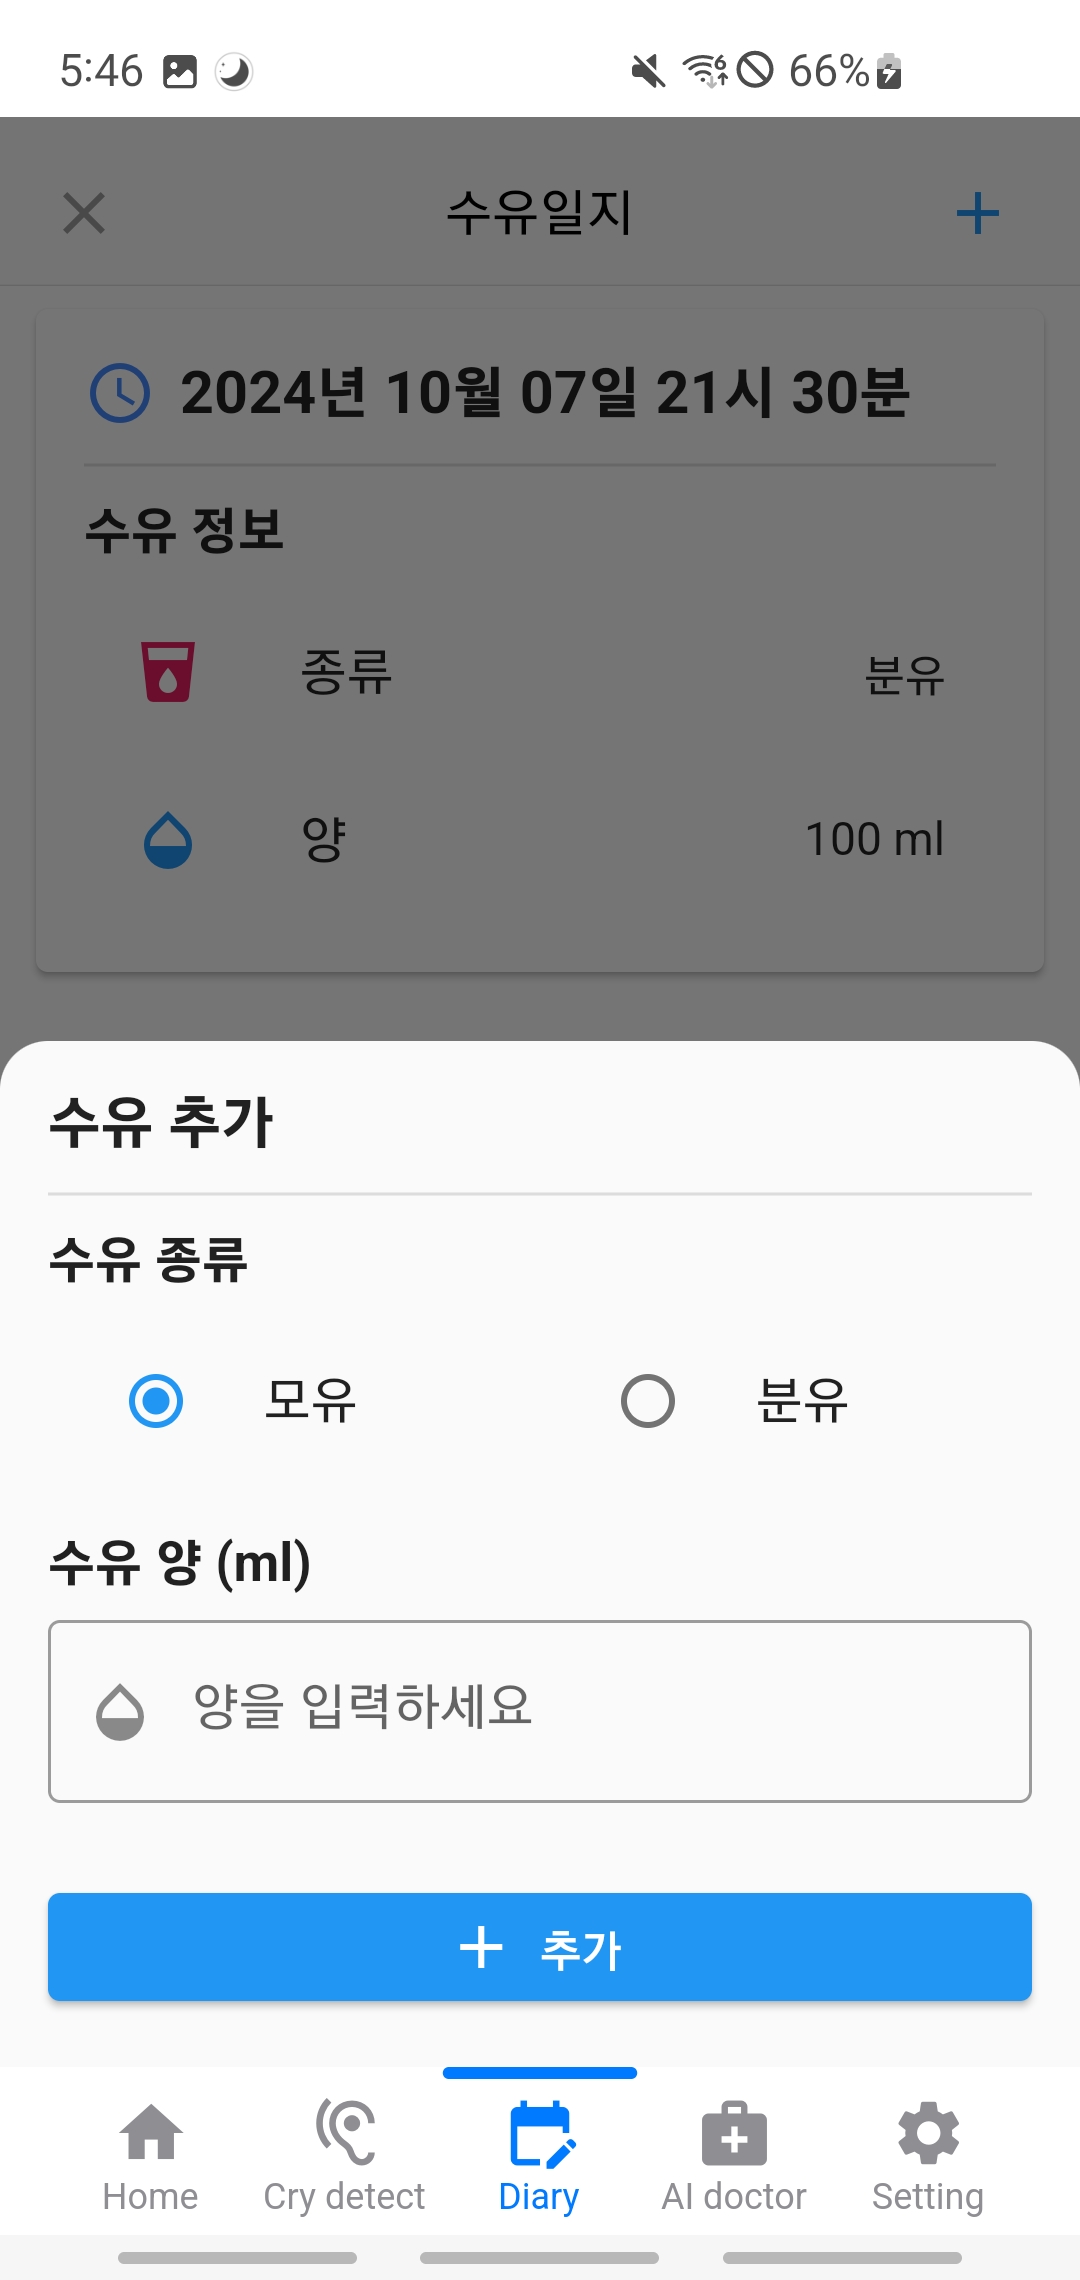 5:46 66%
수유일지
2024년 10월 07일 21시 30분
수유 정보
종류 분유
양 100 ml
수유 추가
수유 종류
모유 분유
수유 양 (ml)
양을 입력하세요
추가
Home Cry detect Diary AI doctor Setting